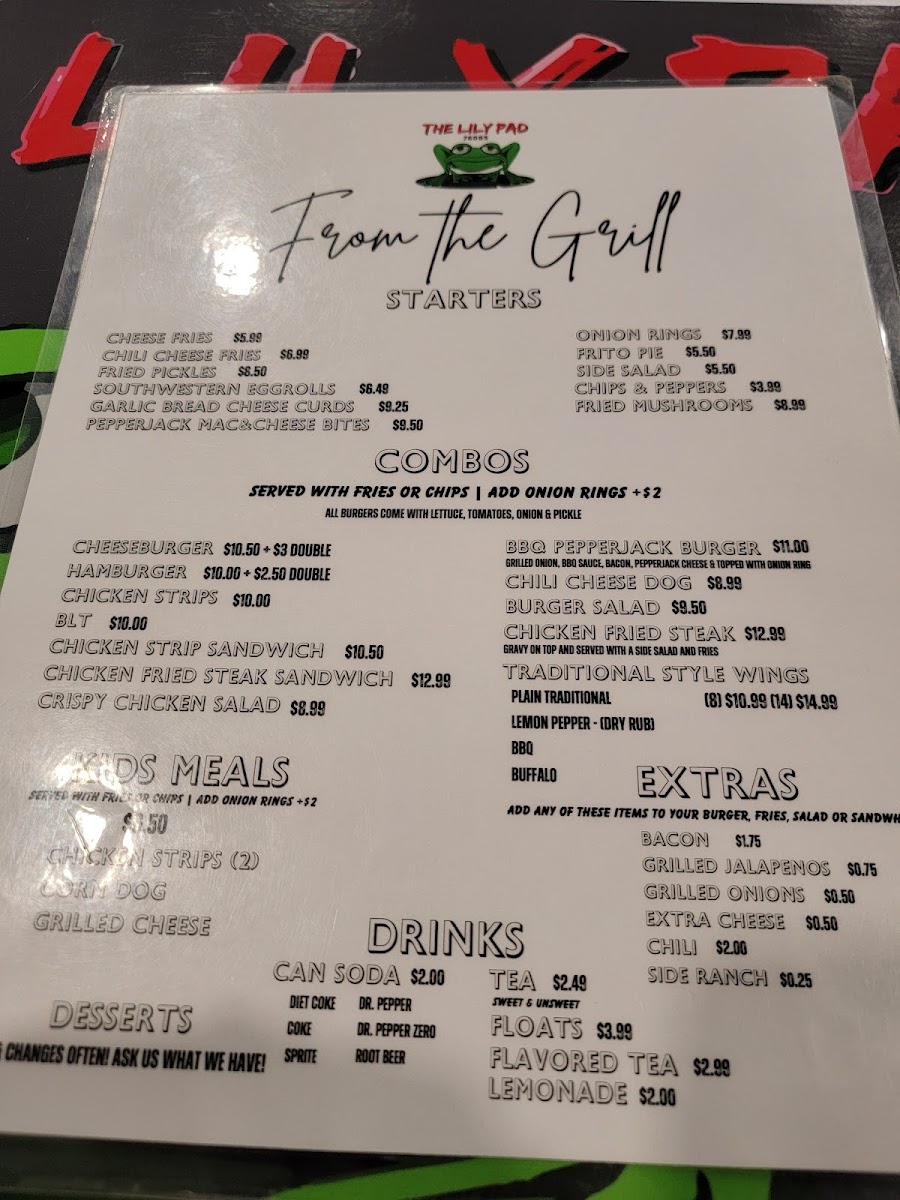 LILY PA
THE LILY PAD
76065
From the Grill
STARTERS
CHEESE FRIES $5.99
CHILI CHEESE FRIES $6.99
FRIED PICKLES $6.50
SOUTHWESTERN EGGROLLS $6.49
GARLIC BREAD CHEESE CURDS $9.25
PEPPERJACK MAC&CHEESE BITES $9.50
ONION RINGS $7.99
FRITO PIE $5.50
SIDE SALAD $5.50
CHIPS & PEPPERS $3.99
FRIED MUSHROOMS $8.99
COMBOS
SERVED WITH FRIES OR CHIPS | ADD ONION RINGS +$2
ALL BURGERS COME WITH LETTUCE, TOMATOES, ONION & PICKLE
CHEESEBURGER $10.50 + $3 DOUBLE
HAMBURGER $10.00 + $2.50 DOUBLE
CHICKEN STRIPS $10.00
BLT $10.00
CHICKEN STRIP SANDWICH $10.50
CHICKEN FRIED STEAK SANDWICH $12.99
CRISPY CHICKEN SALAD $8.99
BBQ PEPPERJACK BURGER $11.00
GRILLED ONION, BBQ SAUCE, BACON, PEPPERJACK CHEESE & TOPPED WITH ONION RING
CHILI CHEESE DOG $8.99
BURGER SALAD $9.50
CHICKEN FRIED STEAK $12.99
GRAVY ON TOP AND SERVED WITH A SIDE SALAD AND FRIES
TRADITIONAL STYLE WINGS
PLAIN TRADITIONAL (8) $10.99 (14) $14.99
LEMON PEPPER - (DRY RUB)
BBQ
BUFFALO
KIDS MEALS
SERVED WITH FRIES OR CHIPS | ADD ONION RINGS +$2
$6.50
CHICKEN STRIPS (2)
CORN DOG
GRILLED CHEESE
EXTRAS
ADD ANY OF THESE ITEMS TO YOUR BURGER, FRIES, SALAD OR SANDWH
BACON $1.75
GRILLED JALAPENOS $0.75
GRILLED ONIONS $0.50
EXTRA CHEESE $0.50
CHILI $2.00
SIDE RANCH $0.25
DRINKS
CAN SODA $2.00
DIET COKE DR. PEPPER
COKE DR. PEPPER ZERO
SPRITE ROOT BEER
TEA $2.49
SWEET & UNSWEET
FLOATS $3.99
FLAVORED TEA $2.99
LEMONADE $2.00
DESSERTS
CHANGES OFTEN! ASK US WHAT WE HAVE!